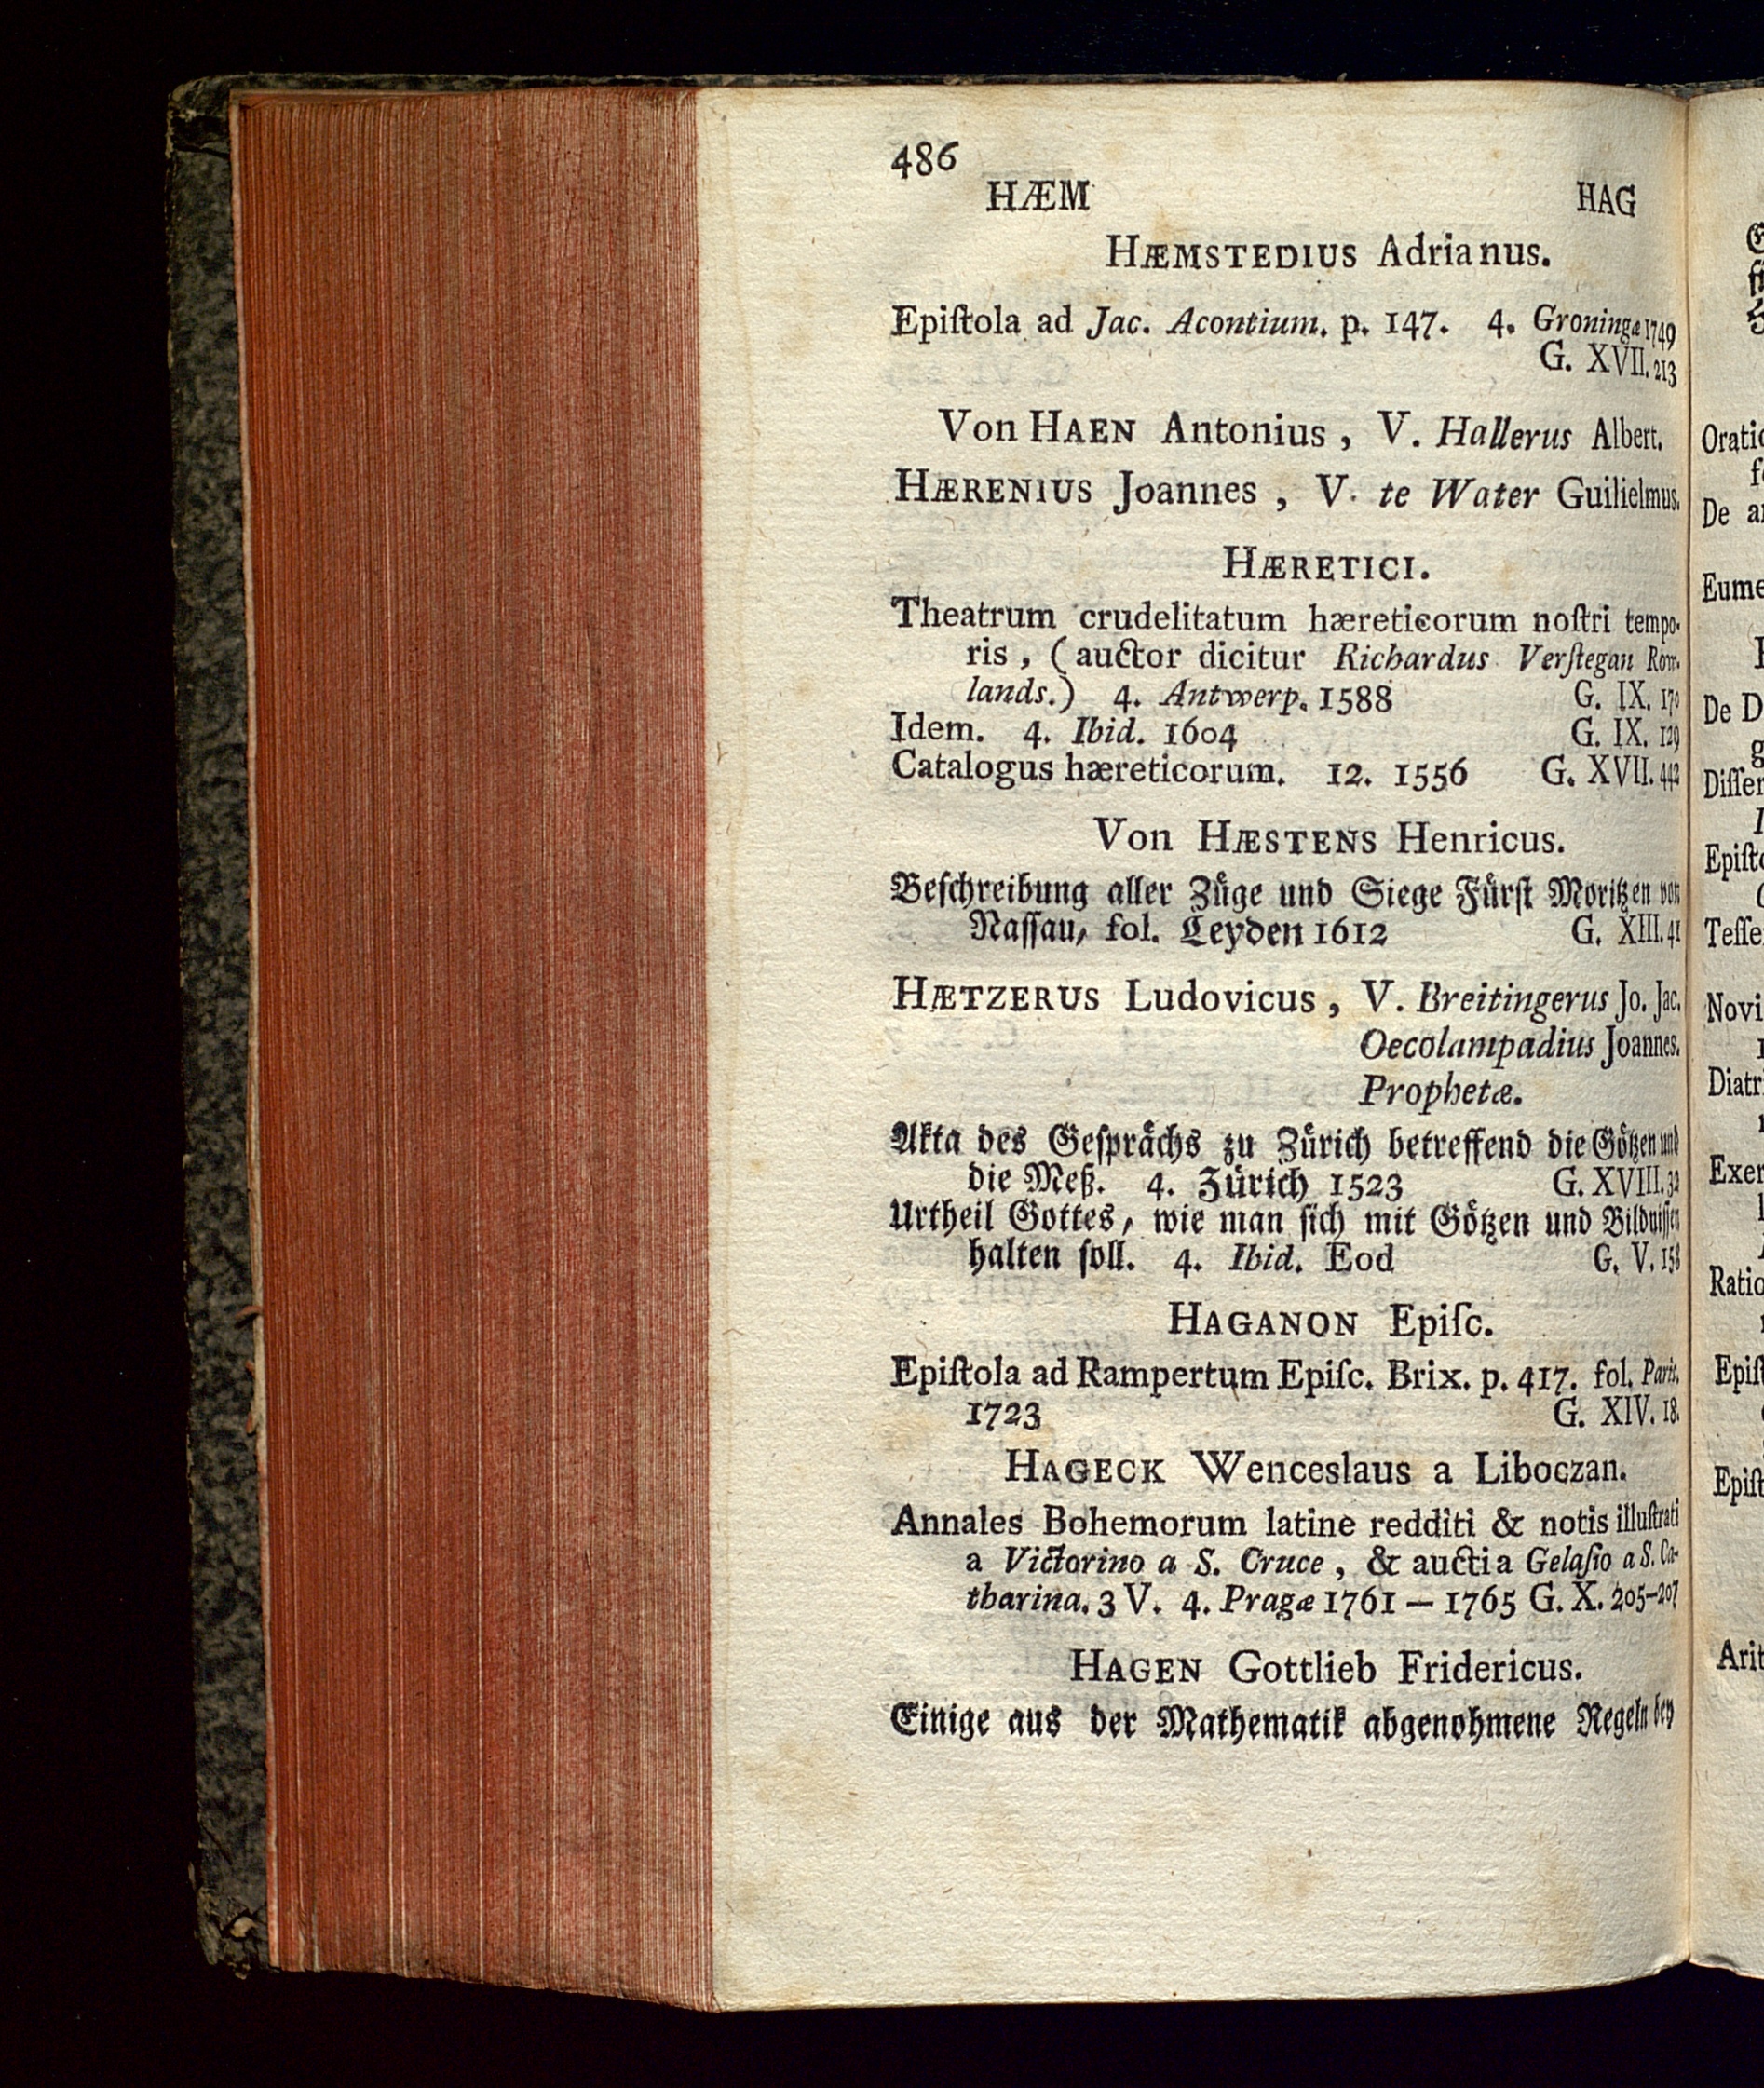 486
HÆM HAG
HÆMSTEDIUS Adrianus.
Epiſtola ad Jac. Acontium. p. 147. 4. Groningæ 1749
G. XVII. 213
Von HAEN Antonius, V. Hallerus Albert.
HÆRENIUS Joannes, V. te Water Guilielmus.
HÆRETICI.
Theatrum crudelitatum hæreticorum noſtri tempo-
ris, (auctor dicitur Richardus Verſtegan Row-
lands.) 4. Antwerp. 1588 G. IX. 170
Idem. 4. Ibid. 1604 G. IX. 129
Catalogus hæreticorum. 12. 1556 G. XVII. 442
Von HÆSTENS Henricus.
Beſchreibung aller Züge und Siege Fürſt Moritzen von
Naſſau, fol. Leyden 1612 G. XIII. 41
HÆTZERUS Ludovicus, V. Breitingerus Jo. Jac.
Oecolampadius Joannes.
Prophetæ.
Akta des Geſprächs zu Zürich betreffend die Götzen und
die Meß. 4. Zürich 1523 G. XVIII. 32
Urtheil Gottes, wie man ſich mit Götzen und Bildniſſen
halten ſoll. 4. Ibid. Eod G. V. 158
HAGANON Epiſc.
Epiſtola ad Rampertum Epiſc. Brix. p. 417. fol. Pariſ.
1723 G. XIV. 18.
HAGECK Wenceslaus a Liboczan.
Annales Bohemorum latine redditi & notis illuſtrati
a Victorino a S. Cruce, & aucti a Gelaſio a S. Ca-
tharina. 3 V. 4. Pragæ 1761 — 1765 G. X. 205-207
HAGEN Gottlieb Fridericus.
Einige aus der Mathematik abgenohmene Regeln bey